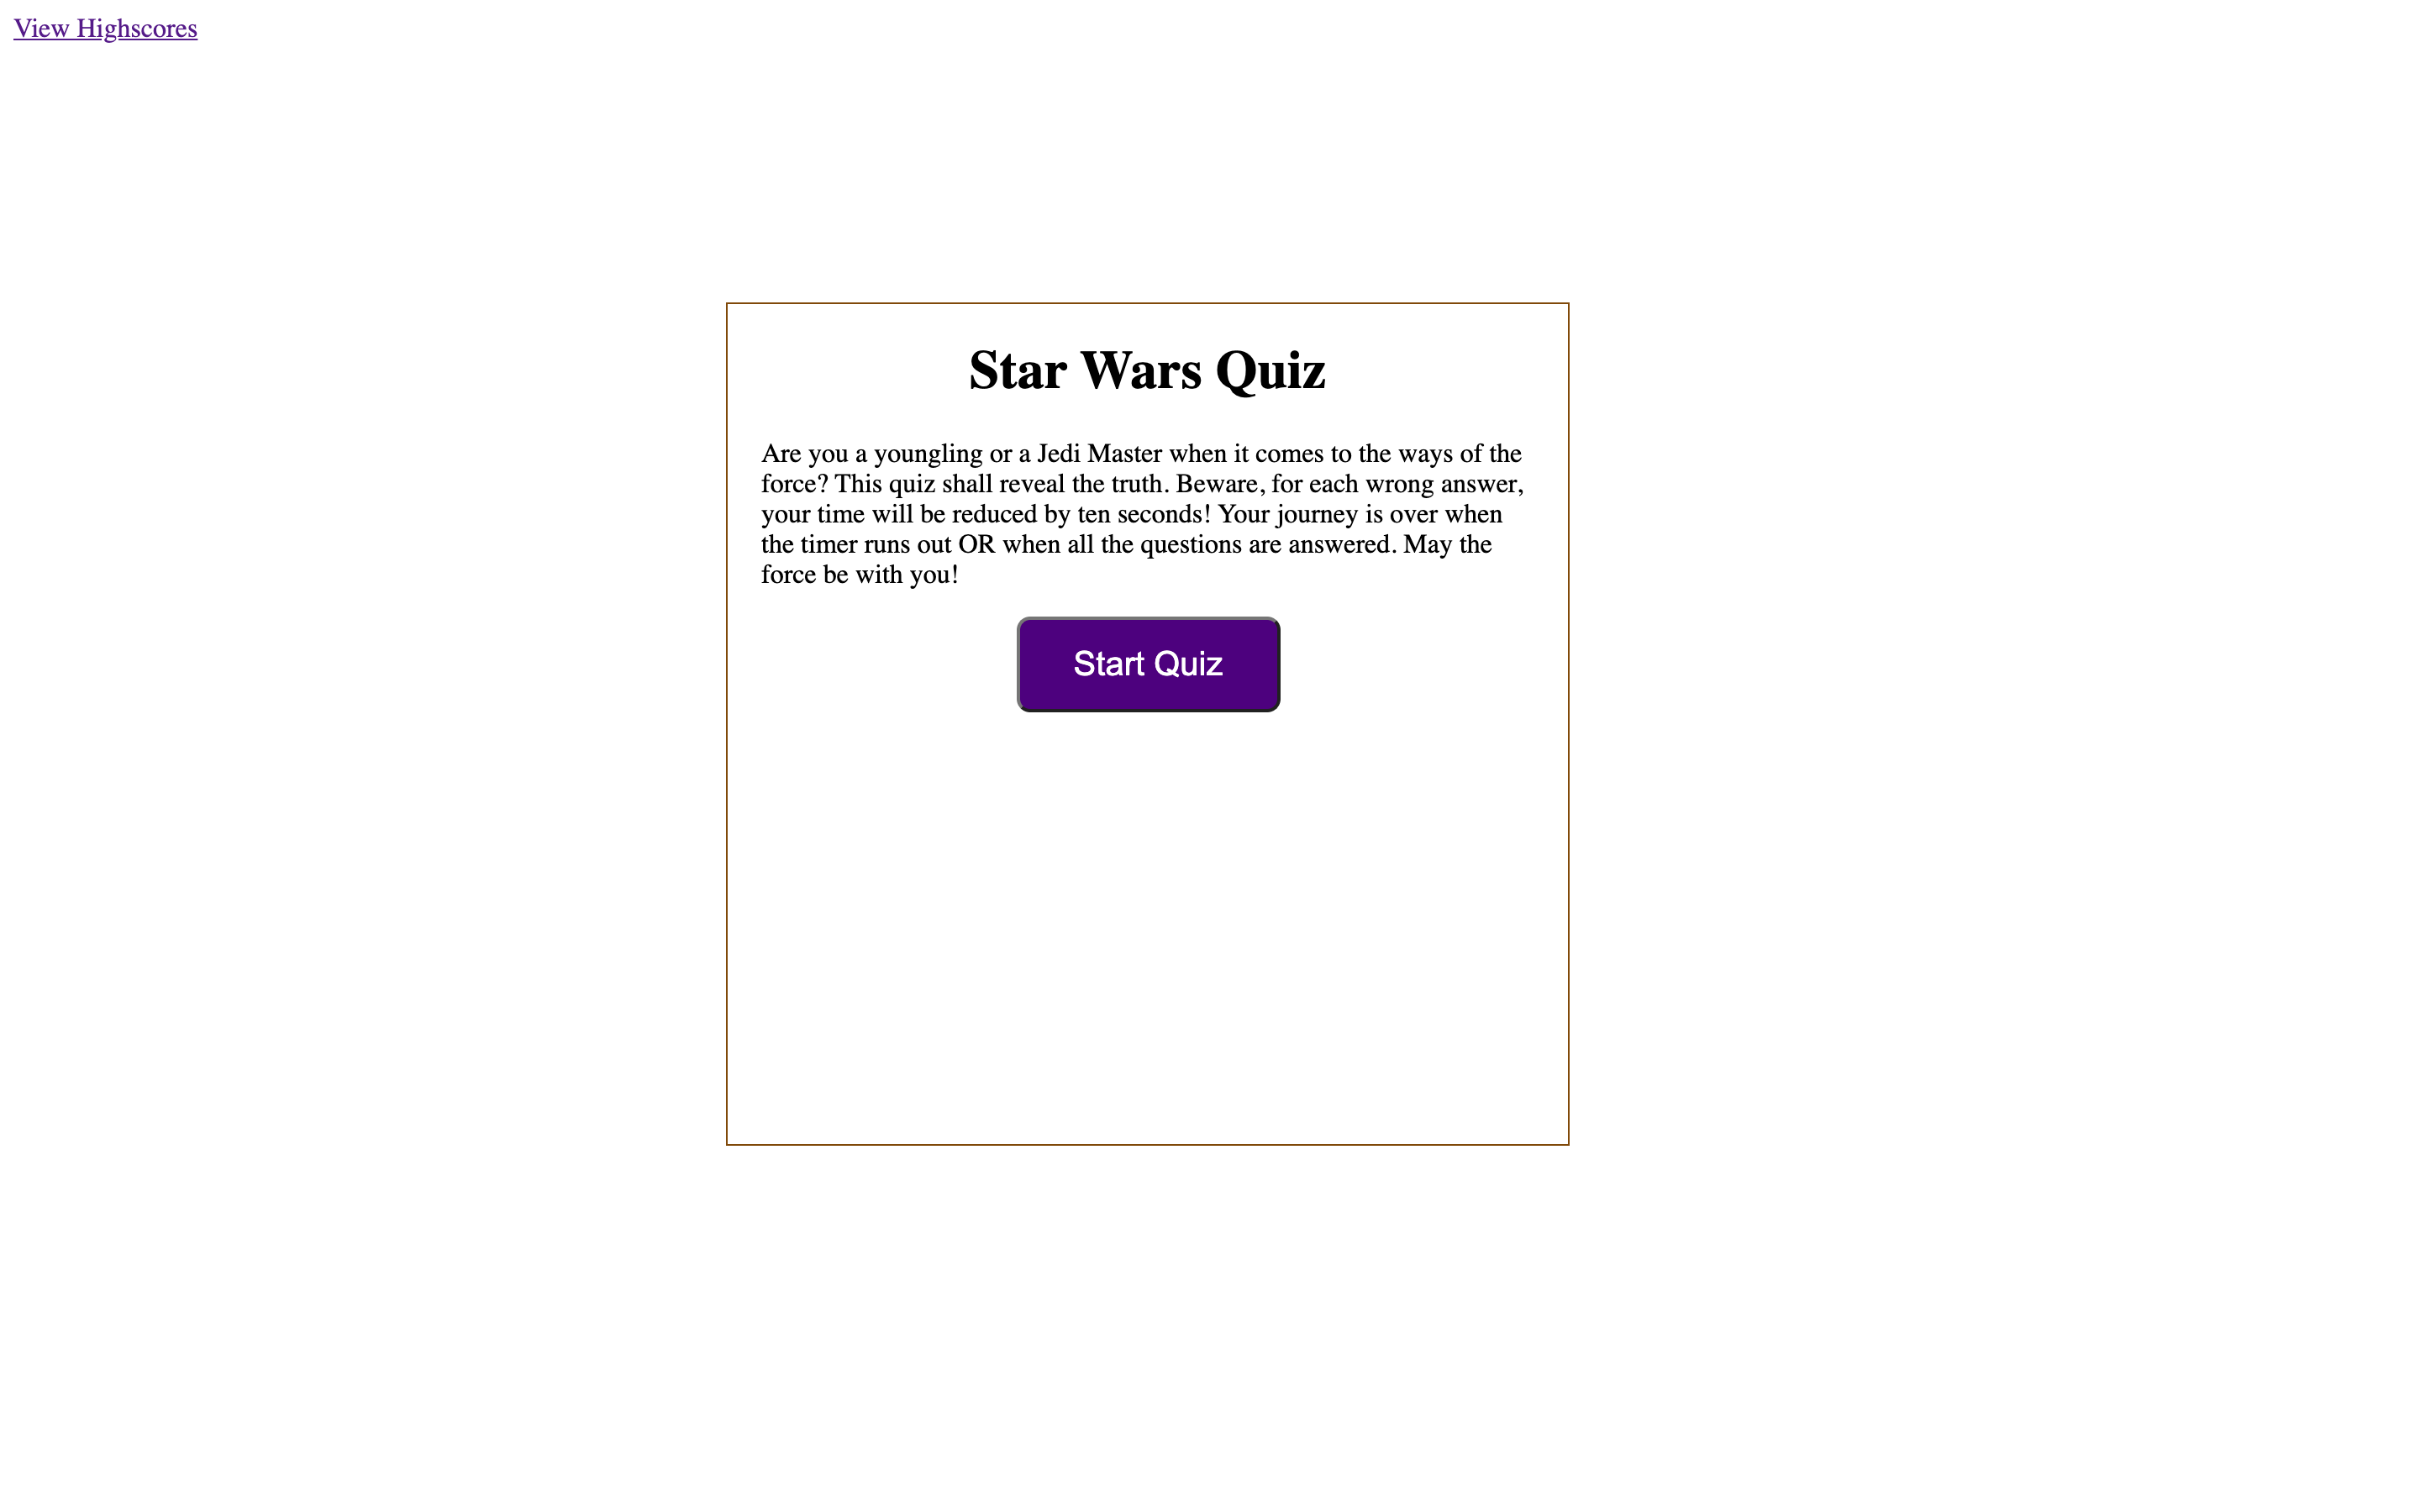 View Highscores
Star Wars Quiz
Are you a youngling or a Jedi Master when it comes to the ways of the
force? This quiz shall reveal the truth. Beware, for each wrong answer,
your time will be reduced by ten seconds! Your journey is over when
the timer runs out OR when all the questions are answered. May the
force be with you!
Start Quiz